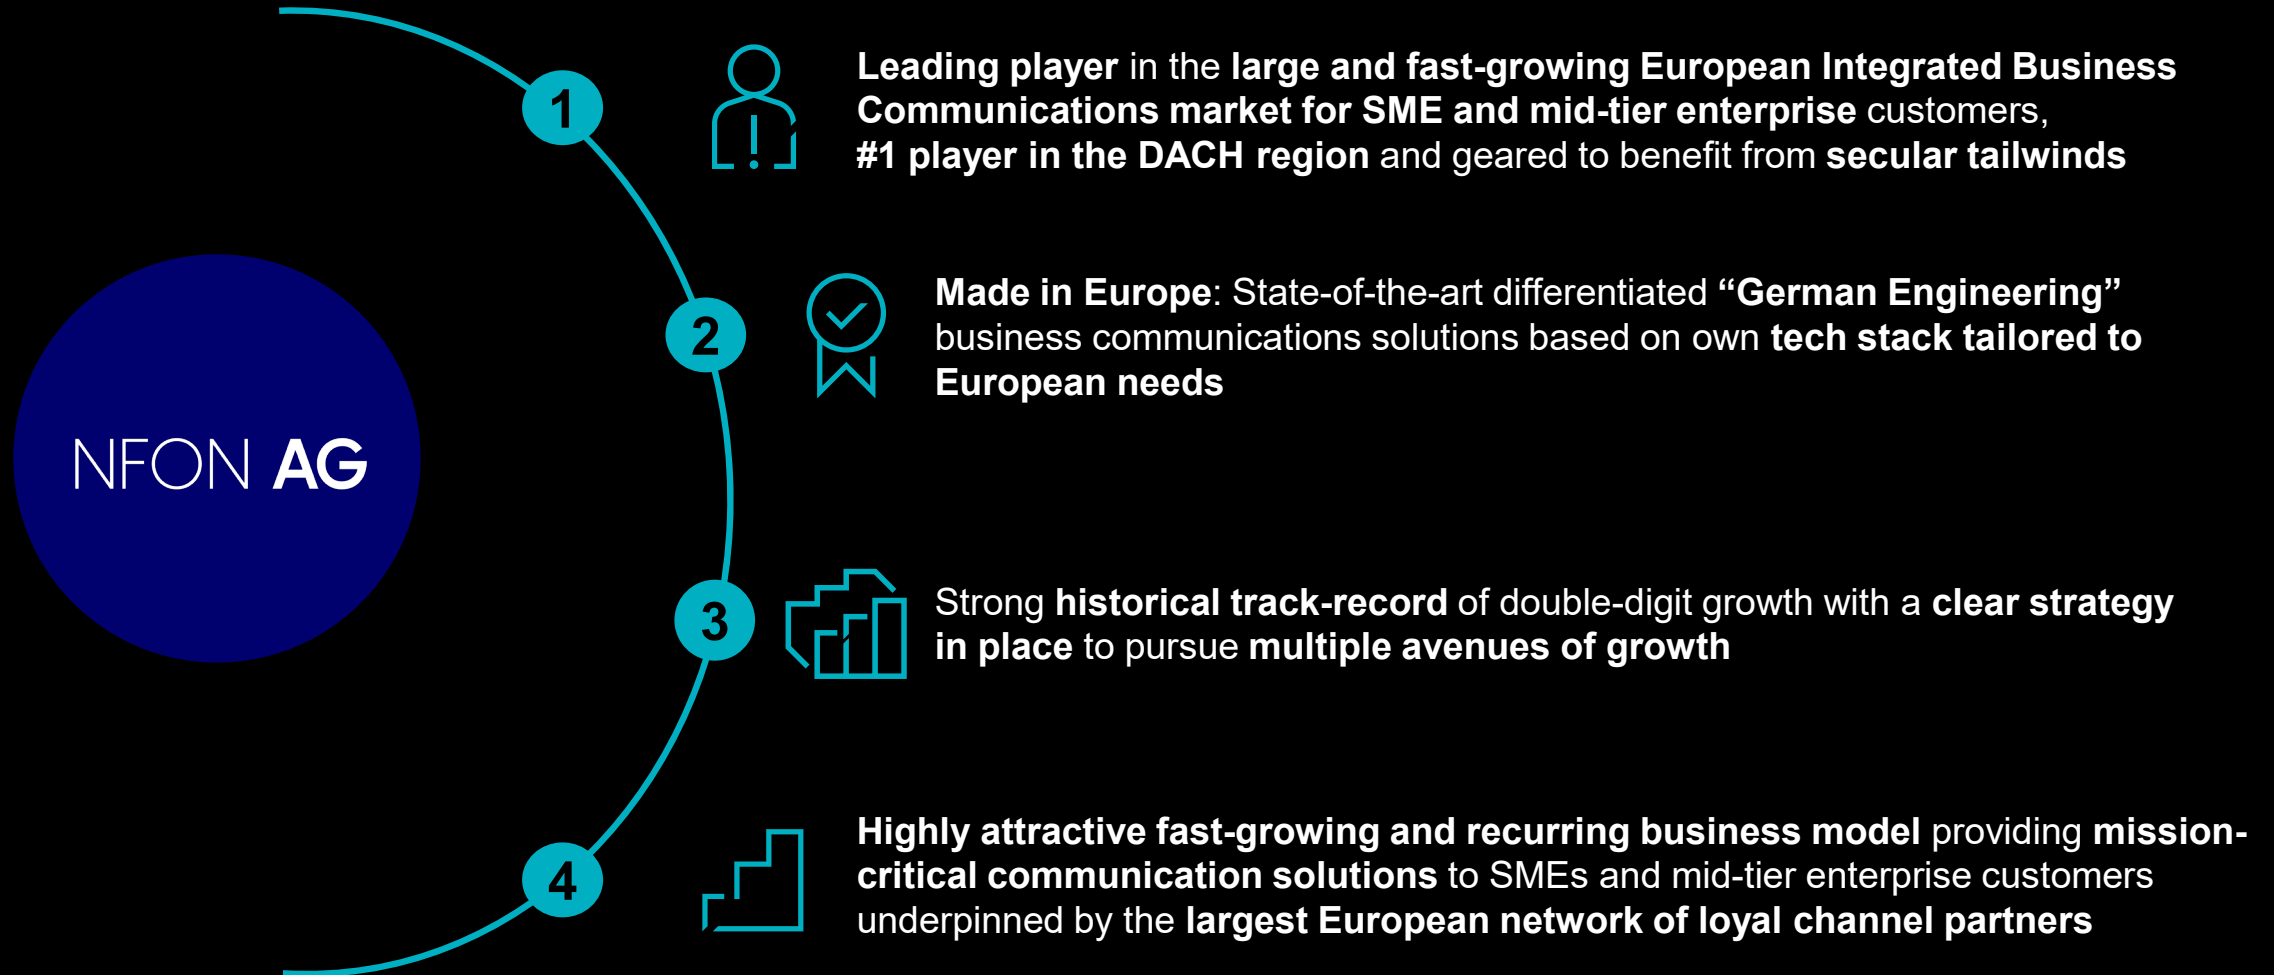 NFON AG
1
Leading player in the large and fast-growing European Integrated Business
Communications market for SME and mid-tier enterprise customers,
#1 player in the DACH region and geared to benefit from secular tailwinds
2
Made in Europe: State-of-the-art differentiated “German Engineering”
business communications solutions based on own tech stack tailored to
European needs
3
Strong historical track-record of double-digit growth with a clear strategy
in place to pursue multiple avenues of growth
4
Highly attractive fast-growing and recurring business model providing mission-
critical communication solutions to SMEs and mid-tier enterprise customers
underpinned by the largest European network of loyal channel partners